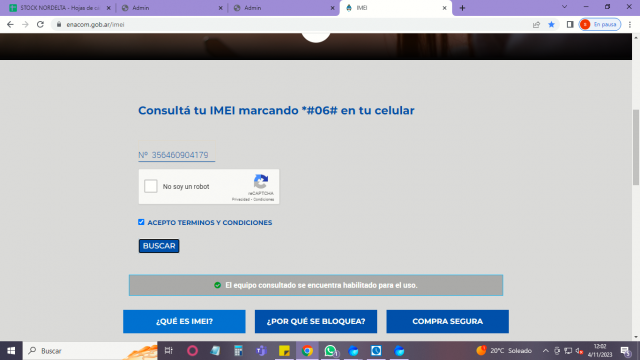 STOCK NORDELTA - Hojas de cá
Admin
Admin
IMEI
enacom.gob.ar/imei
En pausa
Consultá tu IMEI marcando *#06# en tu celular
Nº 356460904179
No soy un robot
reCAPTCHA
Privacidad - Condiciones
ACEPTO TERMINOS Y CONDICIONES
BUSCAR
El equipo consultado se encuentra habilitado para el uso.
¿QUÉ ES IMEI?
¿POR QUÉ SE BLOQUEA?
COMPRA SEGURA
Buscar
20°C Soleado
12:02
4/11/2023